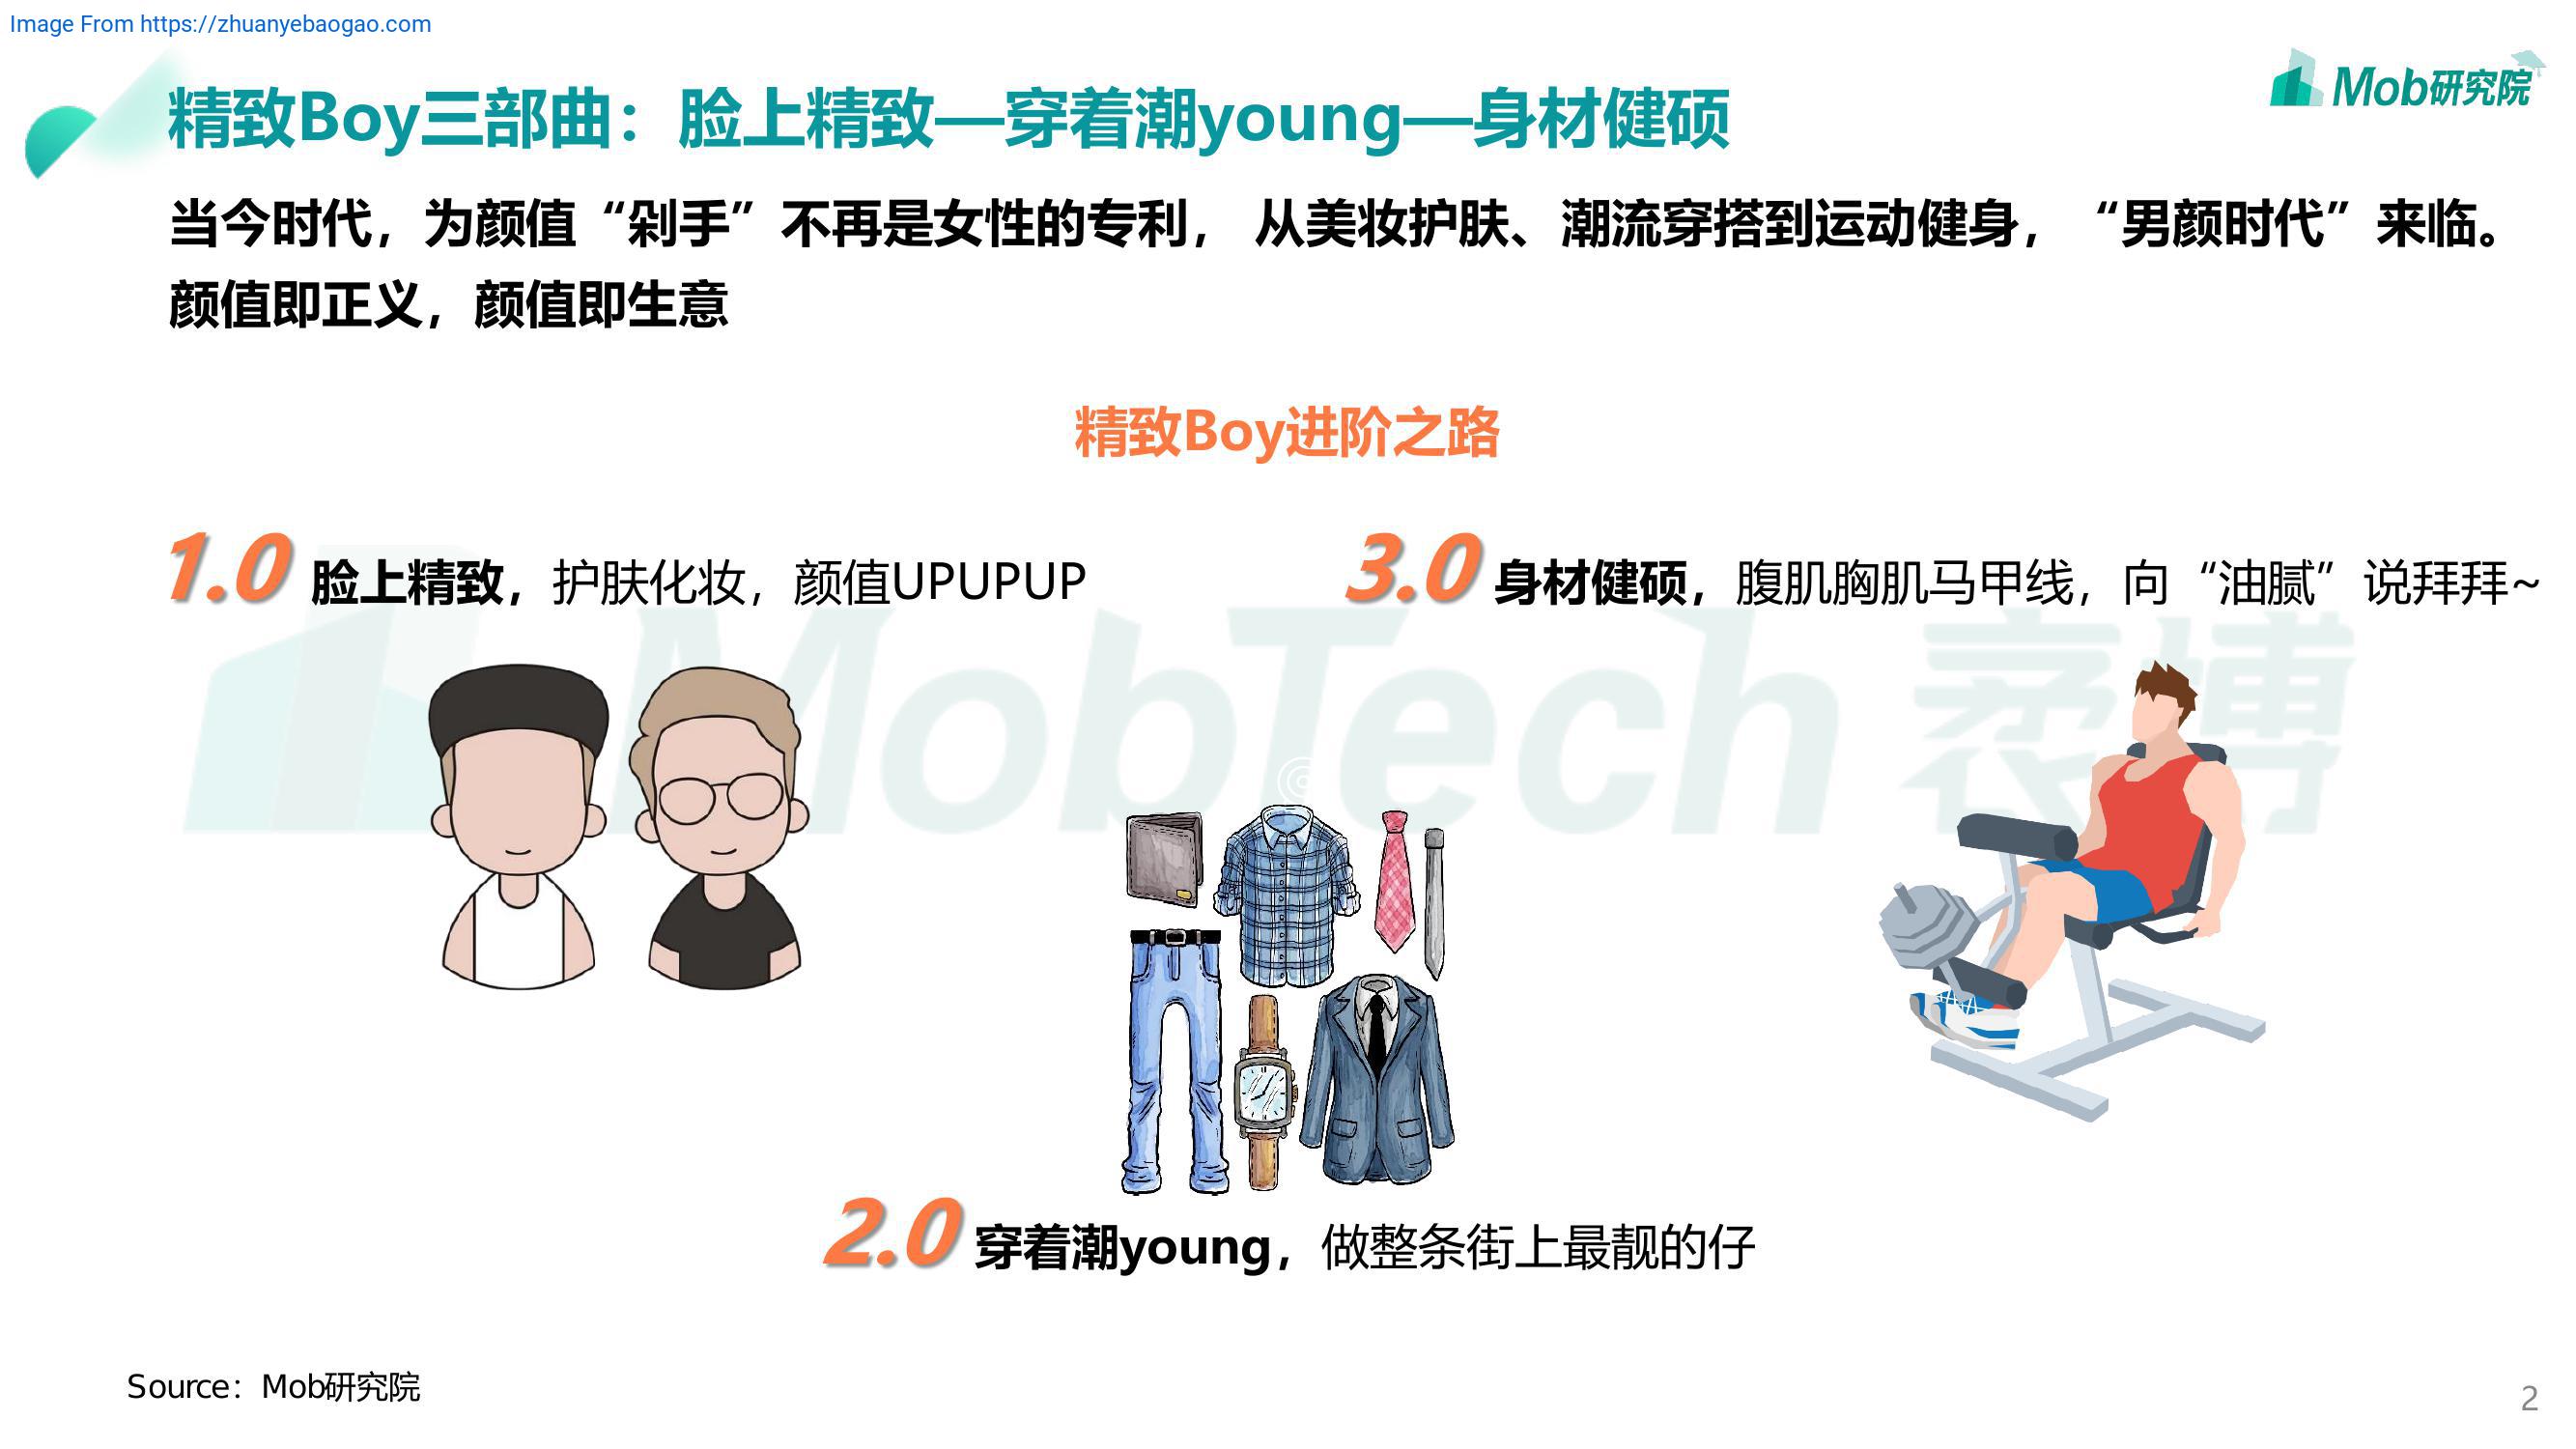 Image From https://zhuanyebaogao.com
Mob研究院
精致Boy三部曲：脸上精致—穿着潮young—身材健硕
当今时代，为颜值“剁手”不再是女性的专利， 从美妆护肤、潮流穿搭到运动健身，“男颜时代”来临。
颜值即正义，颜值即生意
精致Boy进阶之路
1.0 脸上精致，护肤化妆，颜值UPUPUP
3.0 身材健硕，腹肌胸肌马甲线，向“油腻”说拜拜~
MobTech 袤博
2.0 穿着潮young，做整条街上最靓的仔
Source：Mob研究院
2